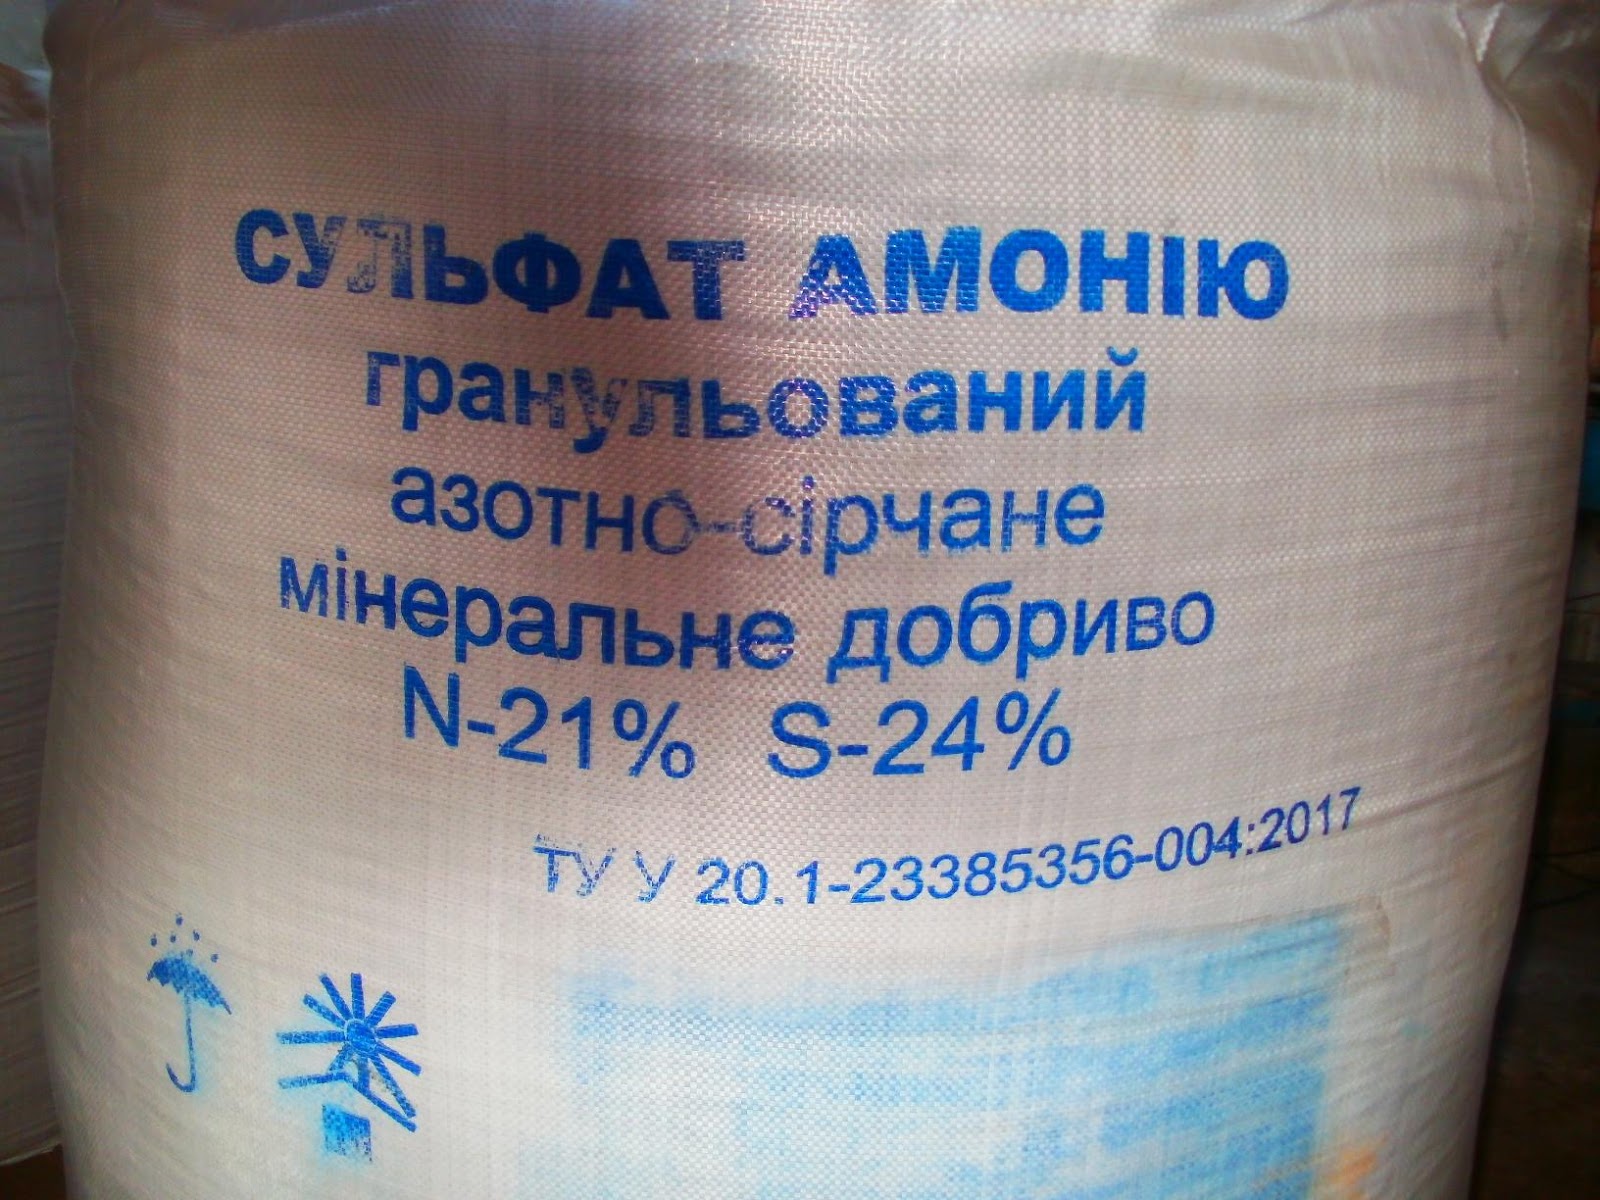 СУЛЬФАТ АМОНІЮ
гранульований
азотно-сірчане
мінеральне добриво
N-21% S-24%
ТУ У 20.1-23385356-004:2017